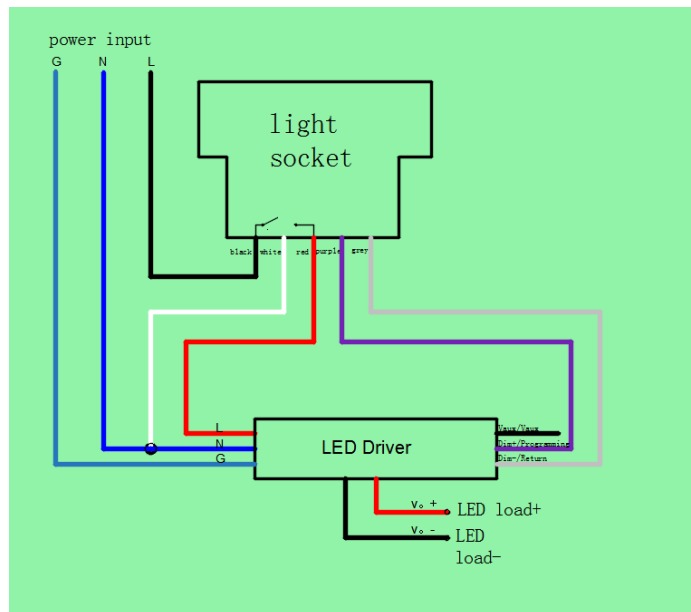 power input
G N L
light
socket
black white red purple grey
L
N
G
LED Driver
Vaux/Vaux
Dim+/Programming
Dim-/Return
Vo +
LED load+
Vo -
LED
load-